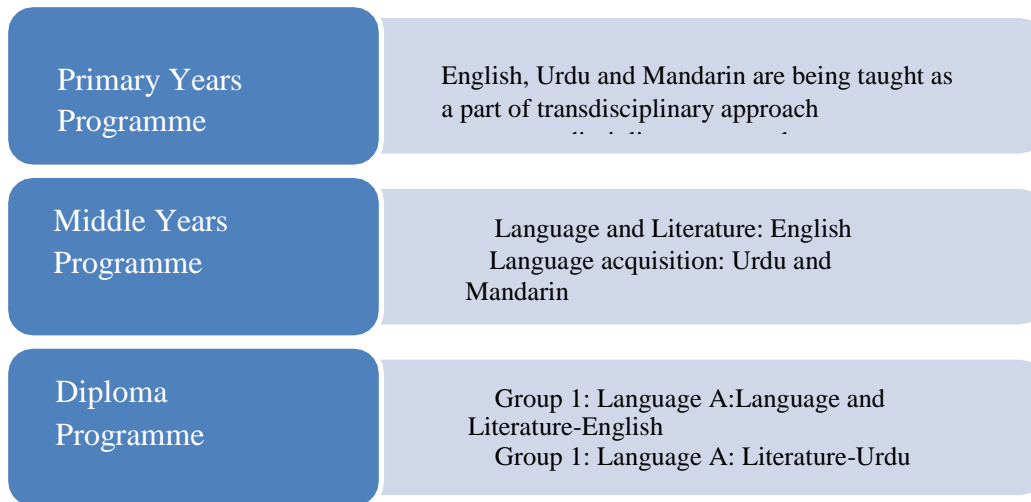 Primary Years
Programme
English, Urdu and Mandarin are being taught as
a part of transdisciplinary approach
Middle Years
Programme
Language and Literature: English
Language acquisition: Urdu and
Mandarin
Diploma
Programme
Group 1: Language A:Language and
Literature-English
Group 1: Language A: Literature-Urdu